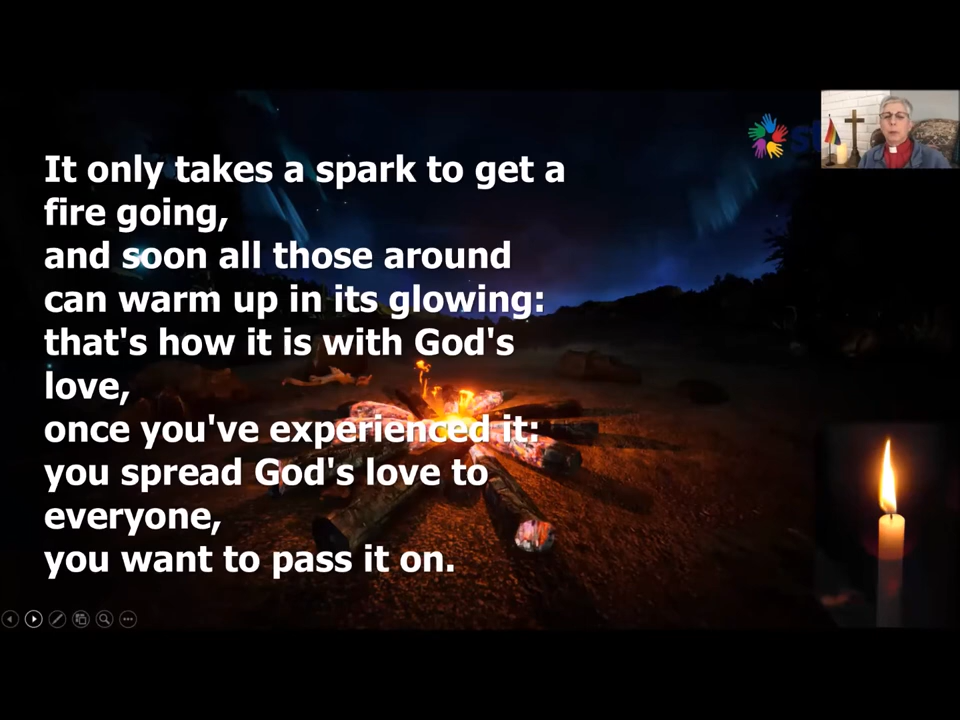 It only takes a spark to get a
fire going,
and soon all those around
can warm up in its glowing:
that's how it is with God's
love,
once you've experienced it:
you spread God's love to
everyone,
you want to pass it on.